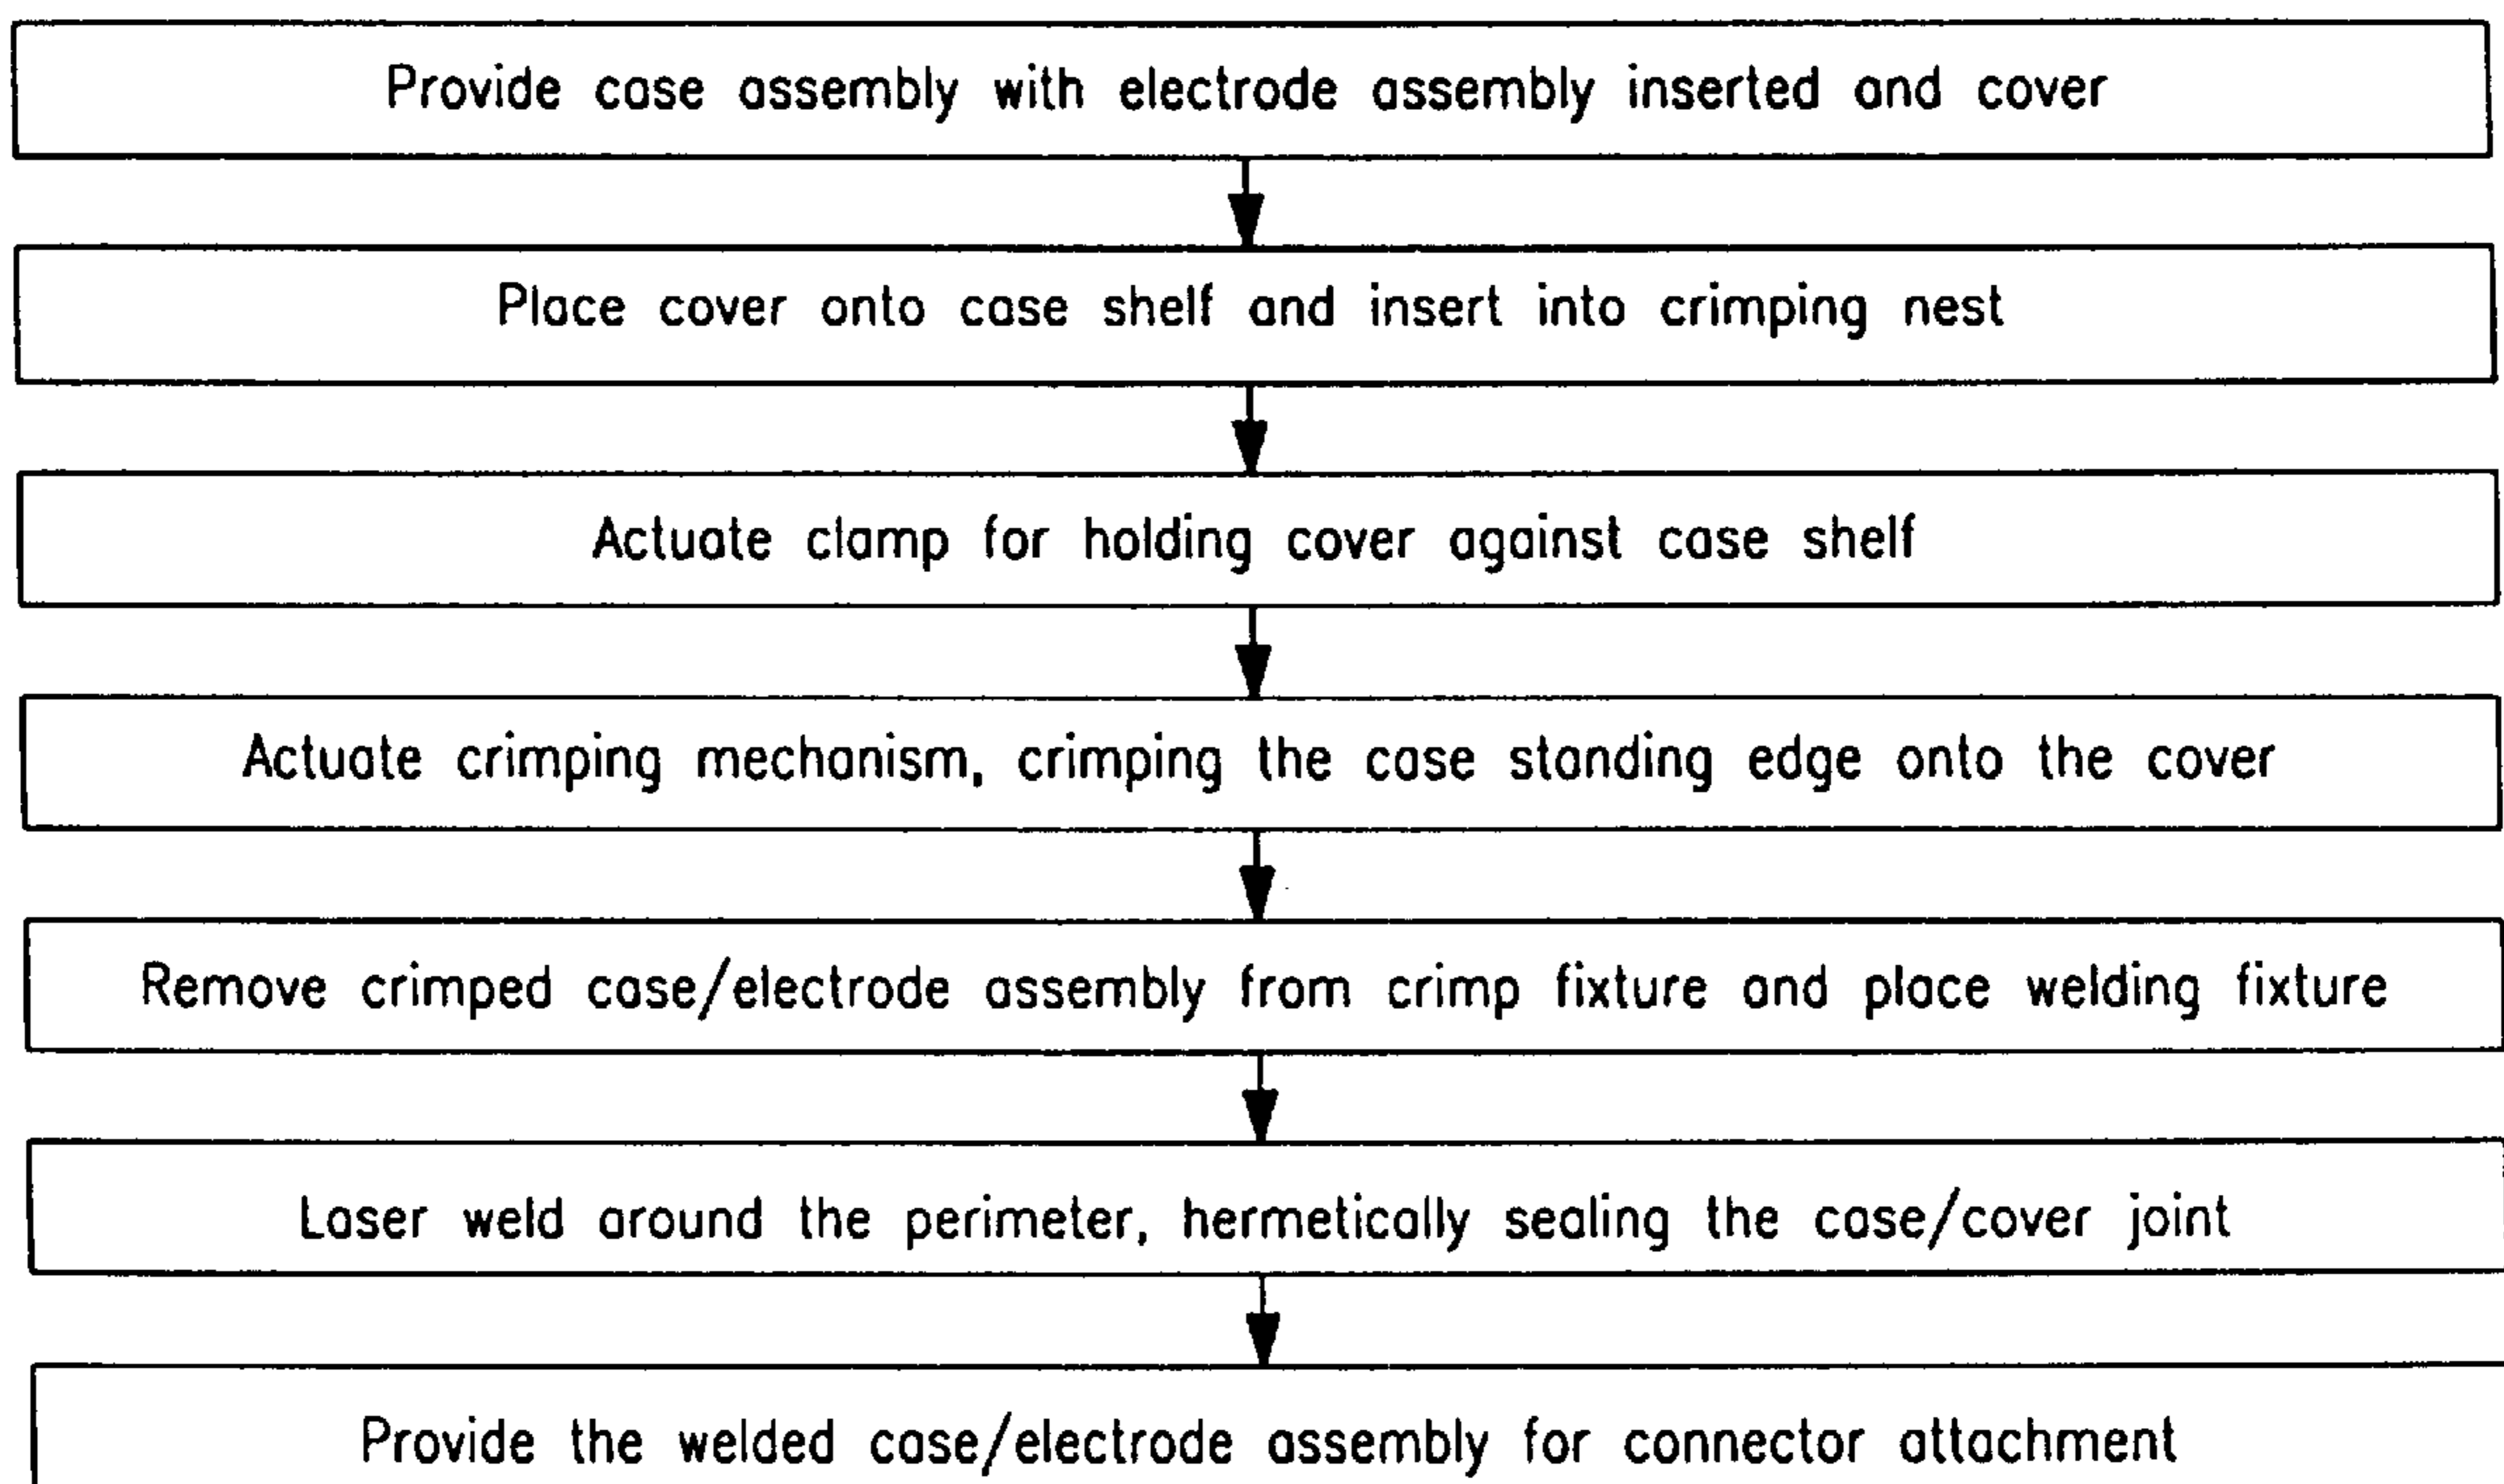 Provide case assembly with electrode assembly inserted and cover
Place cover onto case shelf and insert into crimping nest
Actuate clamp for holding cover against case shelf
Actuate crimping mechanism, crimping the case standing edge onto the cover
Remove crimped case/electrode assembly from crimp fixture and place welding fixture
Laser weld around the perimeter, hermetically sealing the case/cover joint
Provide the welded case/electrode assembly for connector attachment